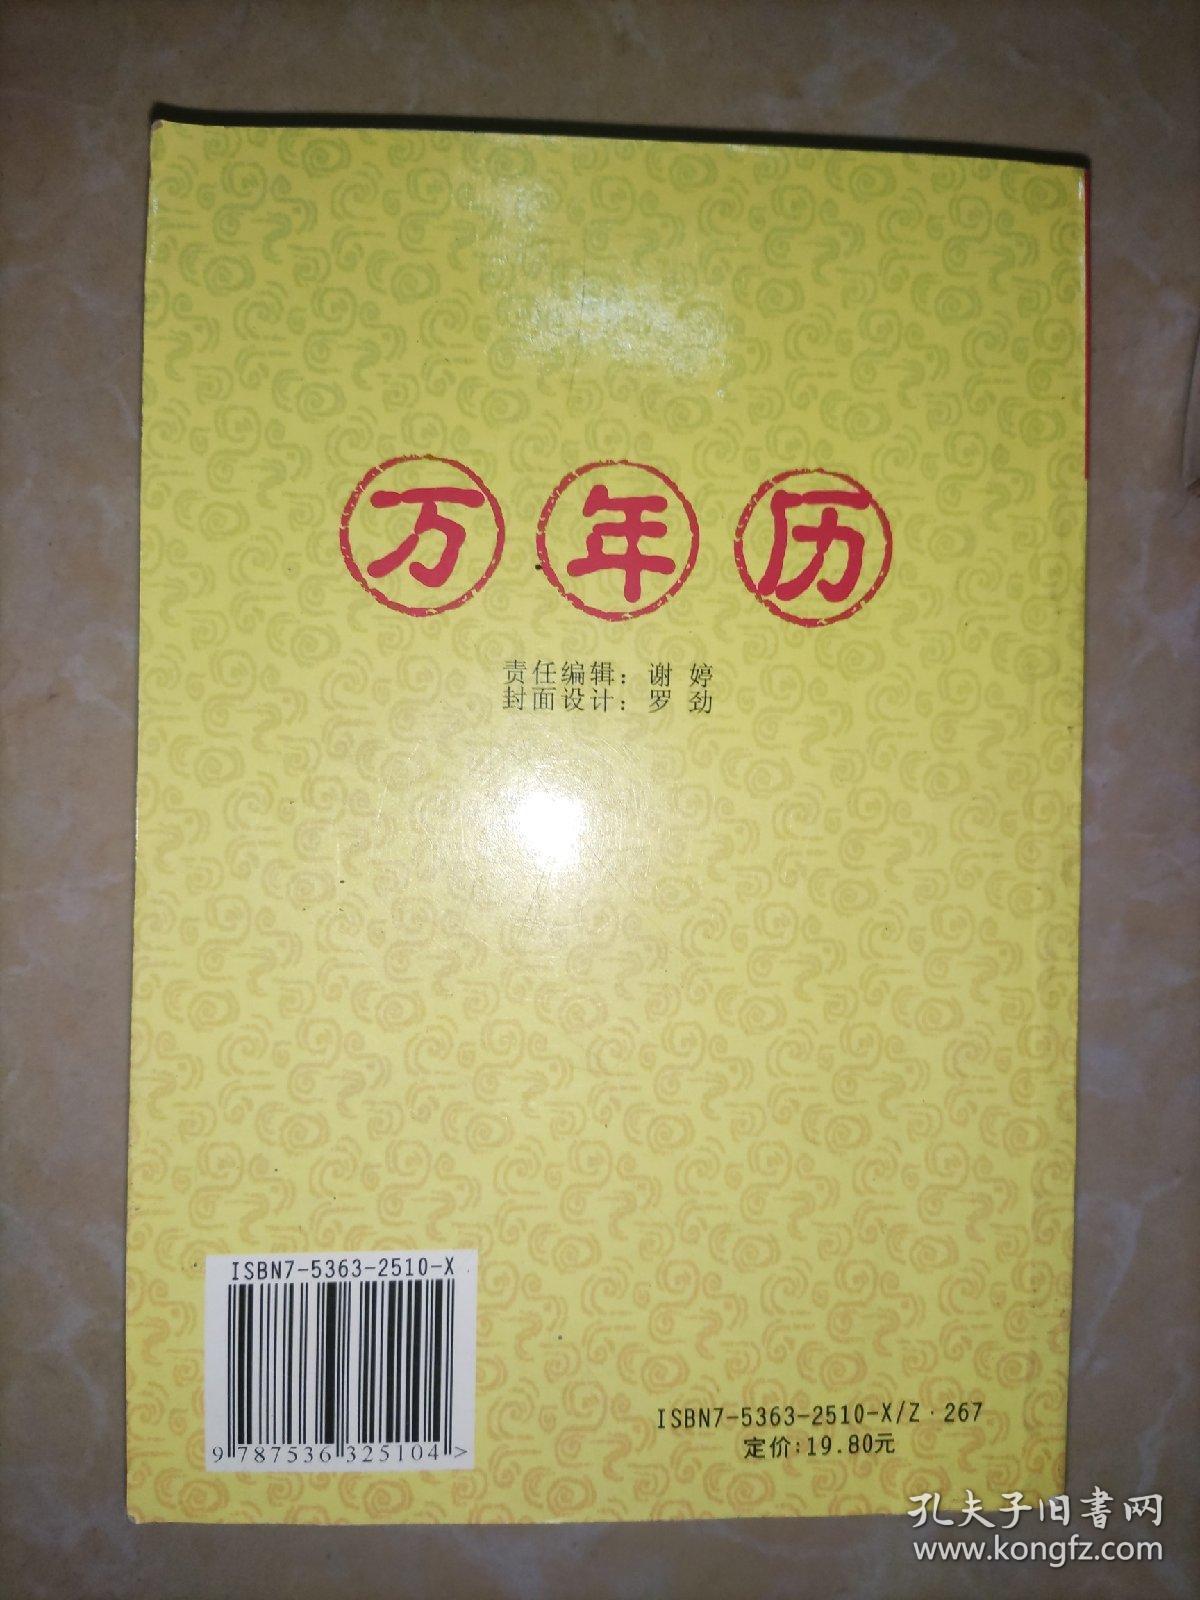 万年历
责任编辑：谢 婷
封面设计：罗 劲
ISBN7-5363-2510-X
9 787536 325104 >
ISBN7-5363-2510-X/Z·267
定价:19.80元
孔夫子旧书网
www.kongfz.com